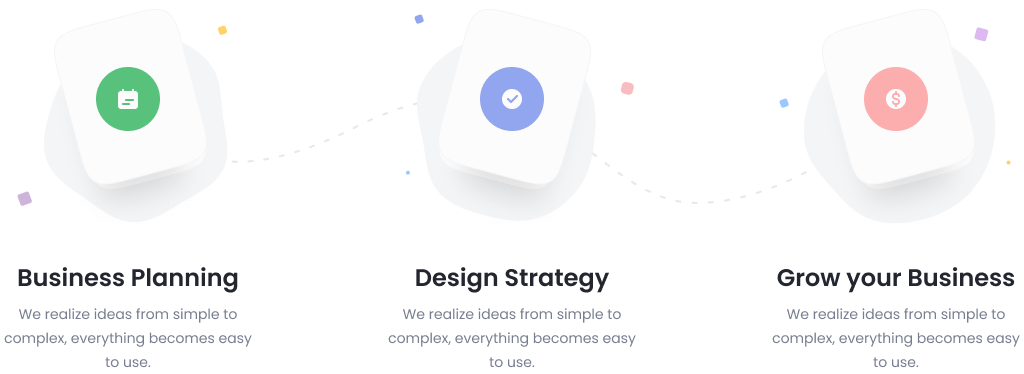 Business Planning
We realize ideas from simple to
complex, everything becomes easy
to use.
Design Strategy
We realize ideas from simple to
complex, everything becomes easy
to use.
Grow your Business
We realize ideas from simple to
complex, everything becomes easy
to use.